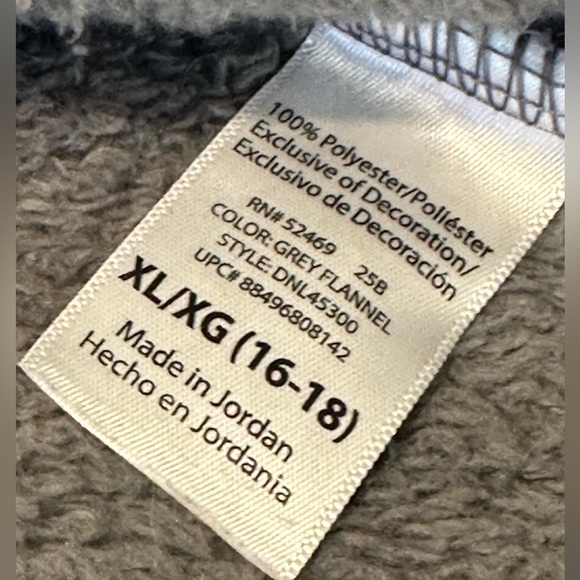 100% Polyester/Poliéster
Exclusive of Decoration/
Exclusivo de Decoración
RN# 52469 25B
COLOR: GREY FLANNEL
STYLE: DNL45300
UPC# 88496808142
XL/XG (16-18)
Made in Jordan
Hecho en Jordania